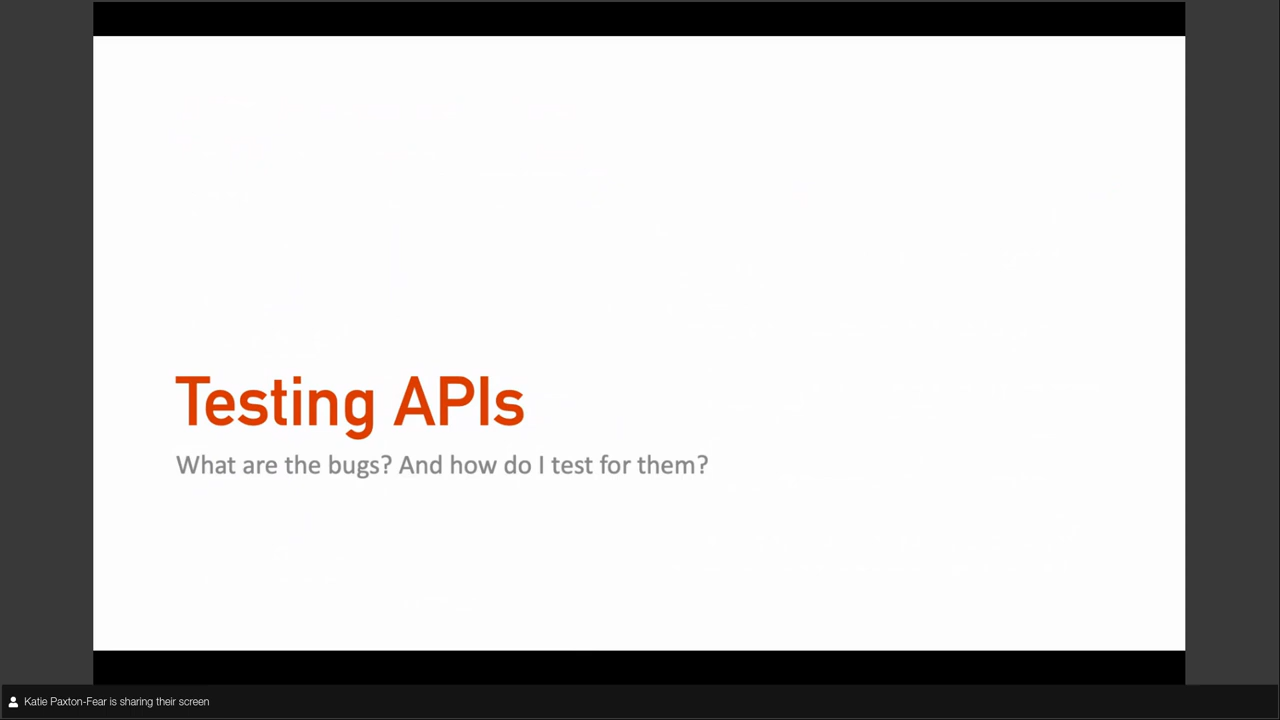 Testing APIs
What are the bugs? And how do I test for them?
Katie Paxton-Fear is sharing their screen